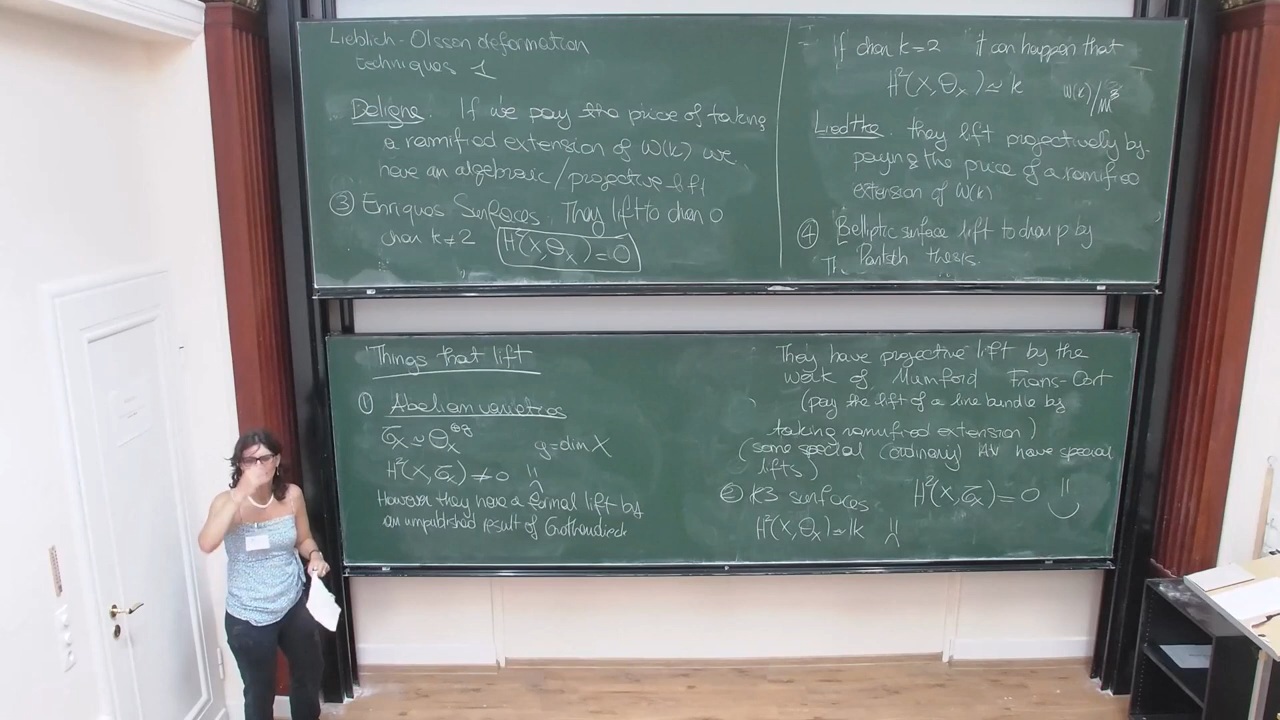 Lieblich-Olsson deformation
techniques 1
Deligne. If we pay the price of taking
a ramified extension of W(k) we
have an algebraic/projective lift
③ Enriques Surfaces. They lift to char 0
char k≠2 H²(X,Θ_X)=0
If char k=2 it can happen that
H²(X,Θ_X)≃k W(k)/
Liedtke. they lift projectively by
paying the price of a ramified
extension of W(k)
④ Belliptic surface lift to char p by
Partsch thesis.
Th
Things that lift
① Abelian varieties
≃ Θ_X^{⊕g} g=dim X
H²(X, ) ≠0
However they have a formal lift by
an unpublished result of Grothendieck
They have projective lift by the
work of Mumford Frans-Oort
(pay the lift of a line bundle by
taking ramified extension)
(some special (ordinary) AV have special
lifts)
② K3 surfaces H²(X, )=0
H²(X,Θ_X)≃k